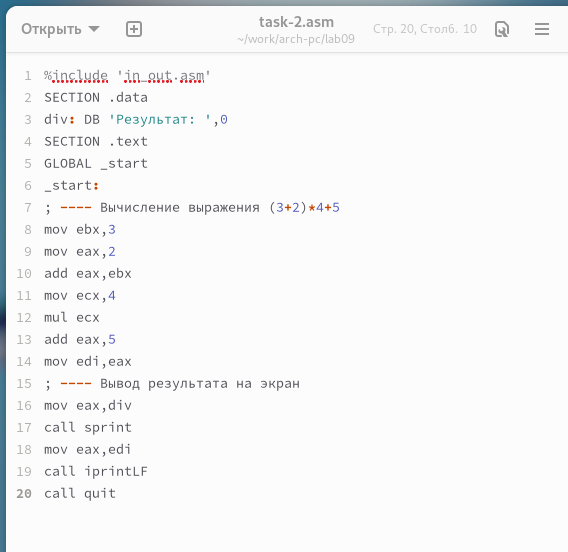 Открыть
task-2.asm
~/work/arch-pc/lab09
Стр. 20, Столб. 10
1 %include 'in_out.asm'
2 SECTION .data
3 div: DB 'Результат: ',0
4 SECTION .text
5 GLOBAL _start
6 _start:
7 ; ---- Вычисление выражения (3+2)*4+5
8 mov ebx,3
9 mov eax,2
10 add eax,ebx
11 mov ecx,4
12 mul ecx
13 add eax,5
14 mov edi,eax
15 ; ---- Вывод результата на экран
16 mov eax,div
17 call sprint
18 mov eax,edi
19 call iprintLF
20 call quit